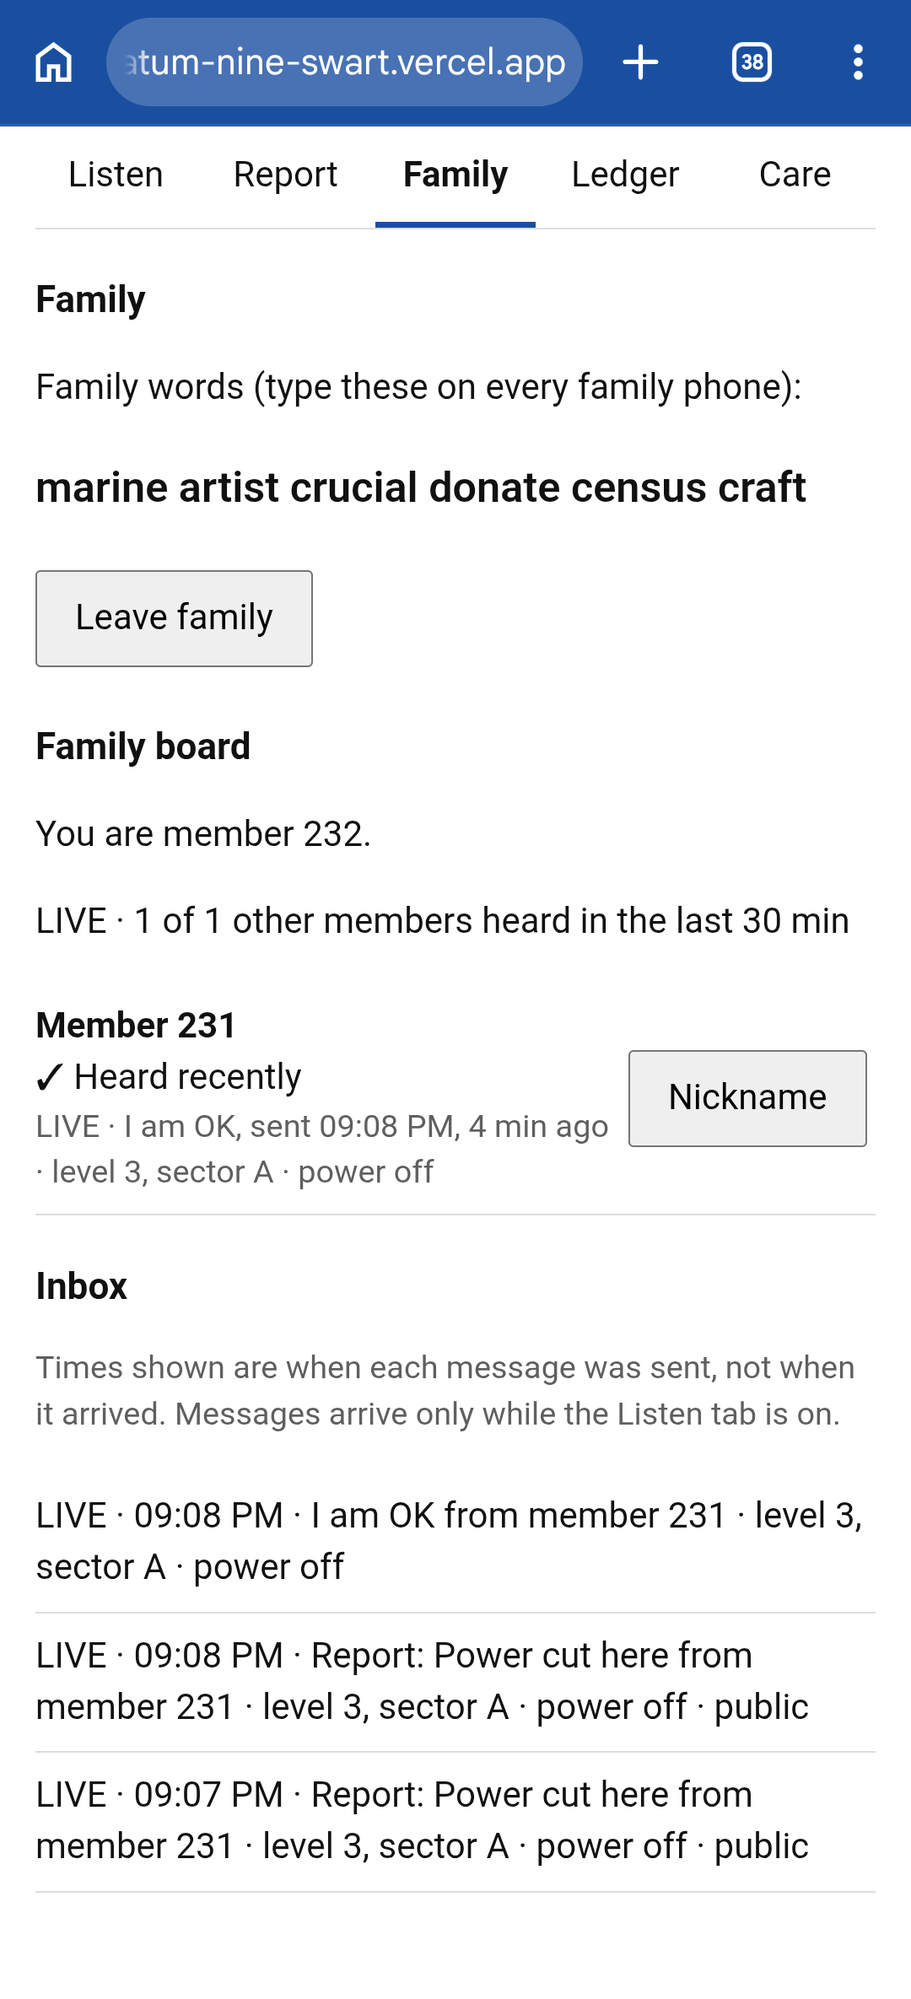 atum-nine-swart.vercel.app
38
Listen Report Family Ledger Care
Family
Family words (type these on every family phone):
marine artist crucial donate census craft
Leave family
Family board
You are member 232.
LIVE · 1 of 1 other members heard in the last 30 min
Member 231
✓ Heard recently
LIVE · I am OK, sent 09:08 PM, 4 min ago
· level 3, sector A · power off
Nickname
Inbox
Times shown are when each message was sent, not when
it arrived. Messages arrive only while the Listen tab is on.
LIVE · 09:08 PM · I am OK from member 231 · level 3,
sector A · power off
LIVE · 09:08 PM · Report: Power cut here from
member 231 · level 3, sector A · power off · public
LIVE · 09:07 PM · Report: Power cut here from
member 231 · level 3, sector A · power off · public